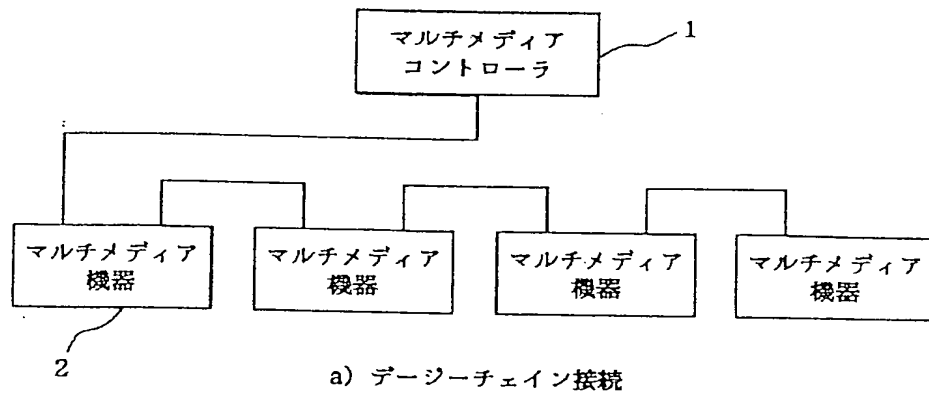 マルチメディア
コントローラ
1
マルチメディア
機器
マルチメディア
機器
マルチメディア
機器
マルチメディア
機器
2
a) デージーチェイン接続